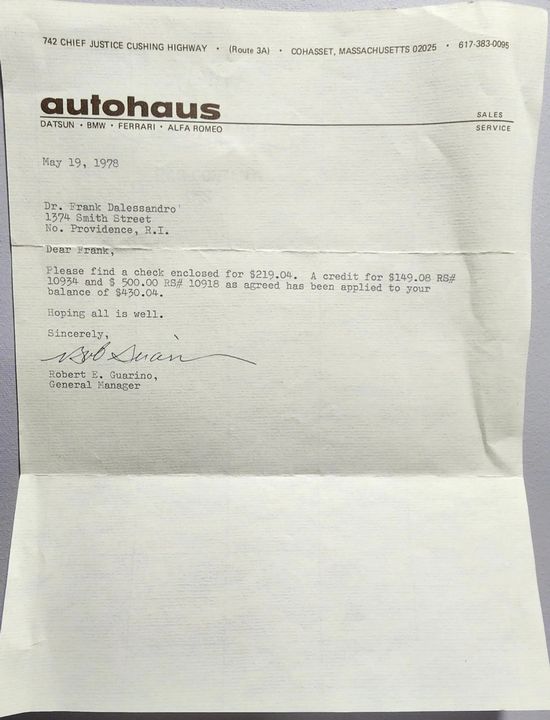 742 CHIEF JUSTICE CUSHING HIGHWAY • (Route 3A) • COHASSET, MASSACHUSETTS 02025 • 617-383-0095
autohaus
SALES
DATSUN • BMW • FERRARI • ALFA ROMEO
SERVICE
May 19, 1978
Dr. Frank Dalessandro
1374 Smith Street
No. Providence, R.I.
Dear Frank,
Please find a check enclosed for $219.04. A credit for $149.08 RS#
10934 and $ 500.00 RS# 10918 as agreed has been applied to your
balance of $430.04.
Hoping all is well.
Sincerely,
Robert E. Guarino,
General Manager